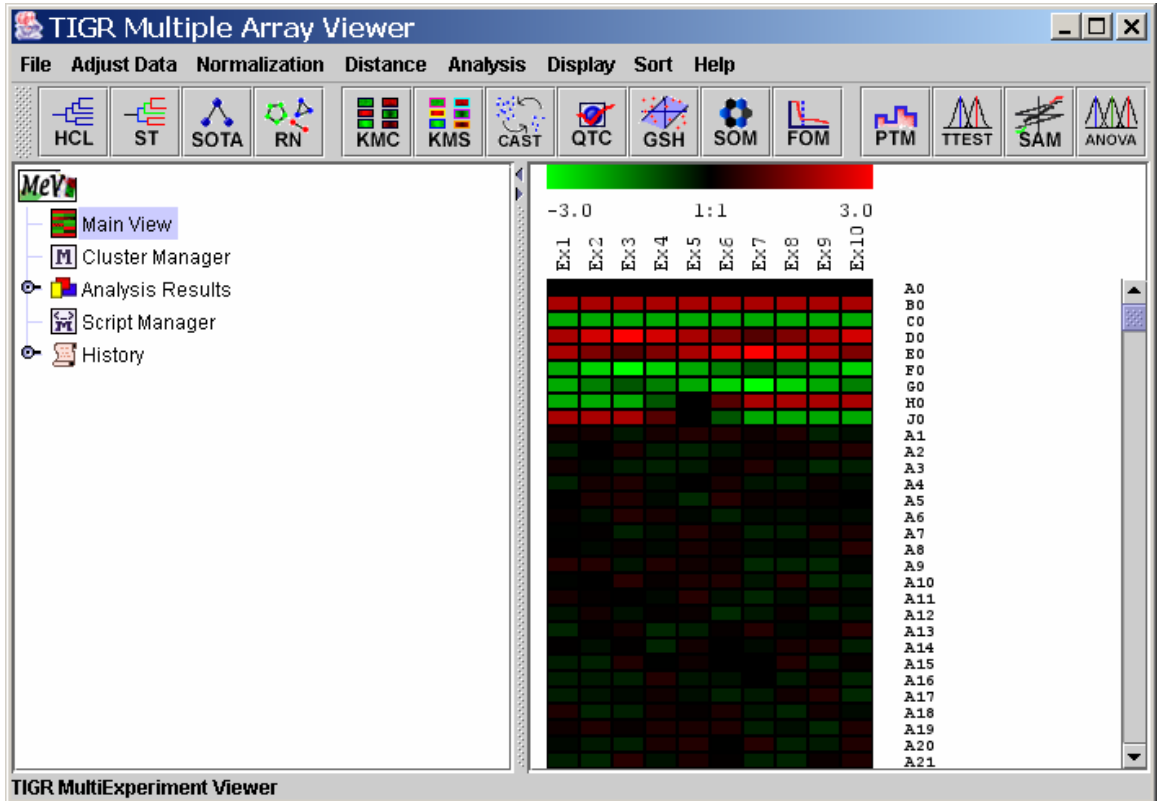 TIGR Multiple Array Viewer
File Adjust Data Normalization Distance Analysis Display Sort Help
HCL ST SOTA RN KMC KMS CAST QTC GSH SOM FOM PTM TTEST SAM ANOVA
MeV
Main View
Cluster Manager
Analysis Results
Script Manager
History
-3.0 1:1 3.0
Ex1 Ex2 Ex3 Ex4 Ex5 Ex6 Ex7 Ex8 Ex9 Ex10
A0
B0
C0
D0
E0
F0
G0
H0
J0
A1
A2
A3
A4
A5
A6
A7
A8
A9
A10
A11
A12
A13
A14
A15
A16
A17
A18
A19
A20
A21
TIGR MultiExperiment Viewer